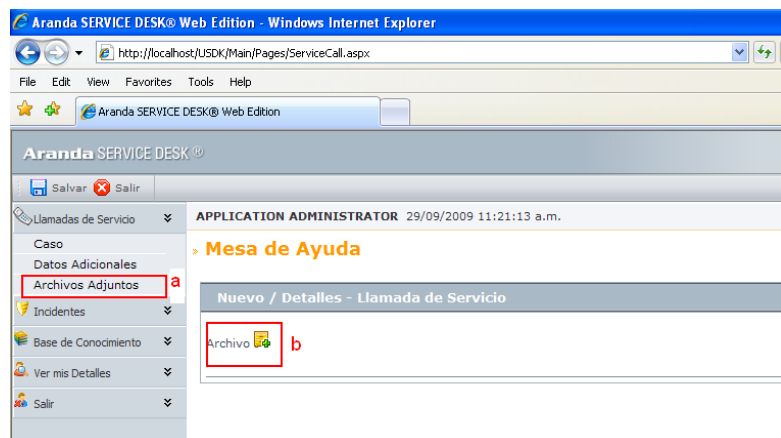 Aranda SERVICE DESK® Web Edition - Windows Internet Explorer
http://localhost/USDK/Main/Pages/ServiceCall.aspx
File Edit View Favorites Tools Help
Aranda SERVICE DESK® Web Edition
Aranda SERVICE DESK ®
Salvar Salir
Llamadas de Servicio
APPLICATION ADMINISTRATOR 29/09/2009 11:21:13 a.m.
Caso
» Mesa de Ayuda
Datos Adicionales
Archivos Adjuntos a
Nuevo / Detalles - Llamada de Servicio
Incidentes
Archivo b
Base de Conocimiento
Ver mis Detalles
Salir